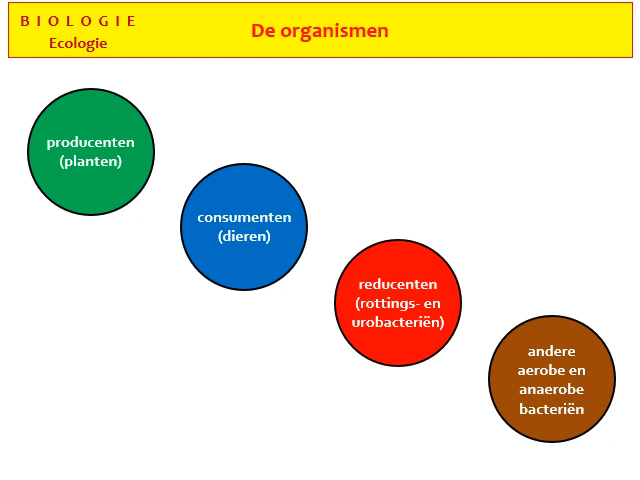 B I O L O G I E
Ecologie
De organismen
producenten
(planten)
consumenten
(dieren)
reducenten
(rottings- en
urobacteriën)
andere
aerobe en
anaerobe
bacteriën